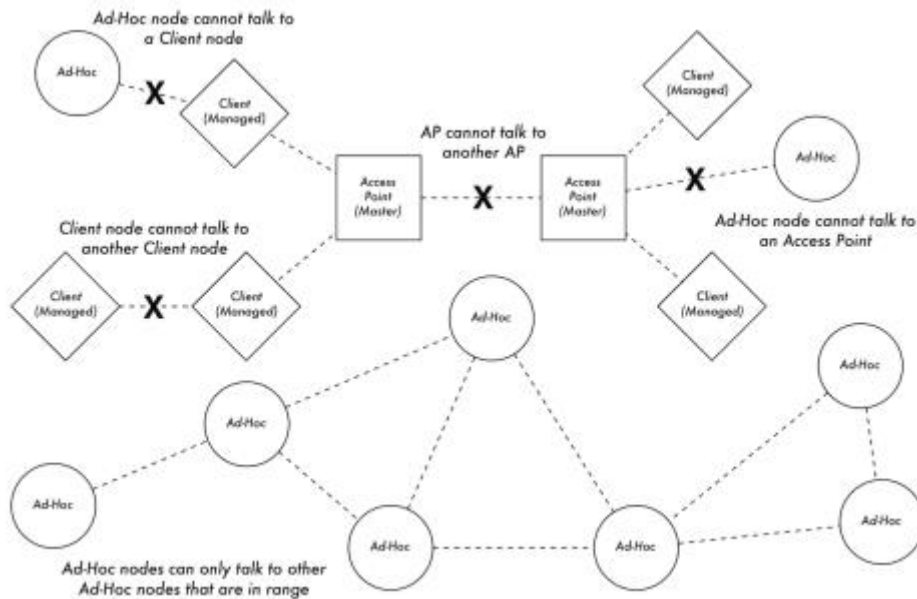 Ad-Hoc node cannot talk to
a Client node
Ad-Hoc
X
Client
(Managed)
Client
(Managed)
AP cannot talk to
another AP
Ad-Hoc
Access
Point
(Master)
X
Access
Point
(Master)
X
Client node cannot talk to
another Client node
Ad-Hoc node cannot talk to
an Access Point
Client
(Managed)
X
Client
(Managed)
Client
(Managed)
Ad-Hoc
Ad-Hoc
Ad-Hoc
Ad-Hoc
Ad-Hoc
Ad-Hoc
Ad-Hoc
Ad-Hoc nodes can only talk to other
Ad-Hoc nodes that are in range